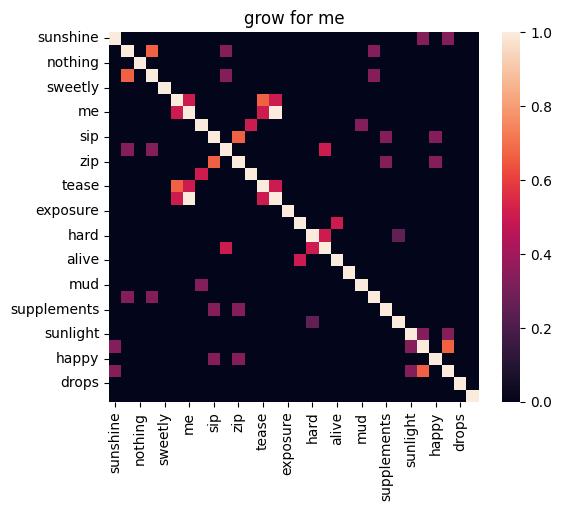 grow for me
sunshine
nothing
sweetly
me
sip
zip
tease
exposure
hard
alive
mud
supplements
sunlight
happy
drops
1.0
0.8
0.6
0.4
0.2
0.0
sunshine
nothing
sweetly
me
sip
zip
tease
exposure
hard
alive
mud
supplements
sunlight
happy
drops